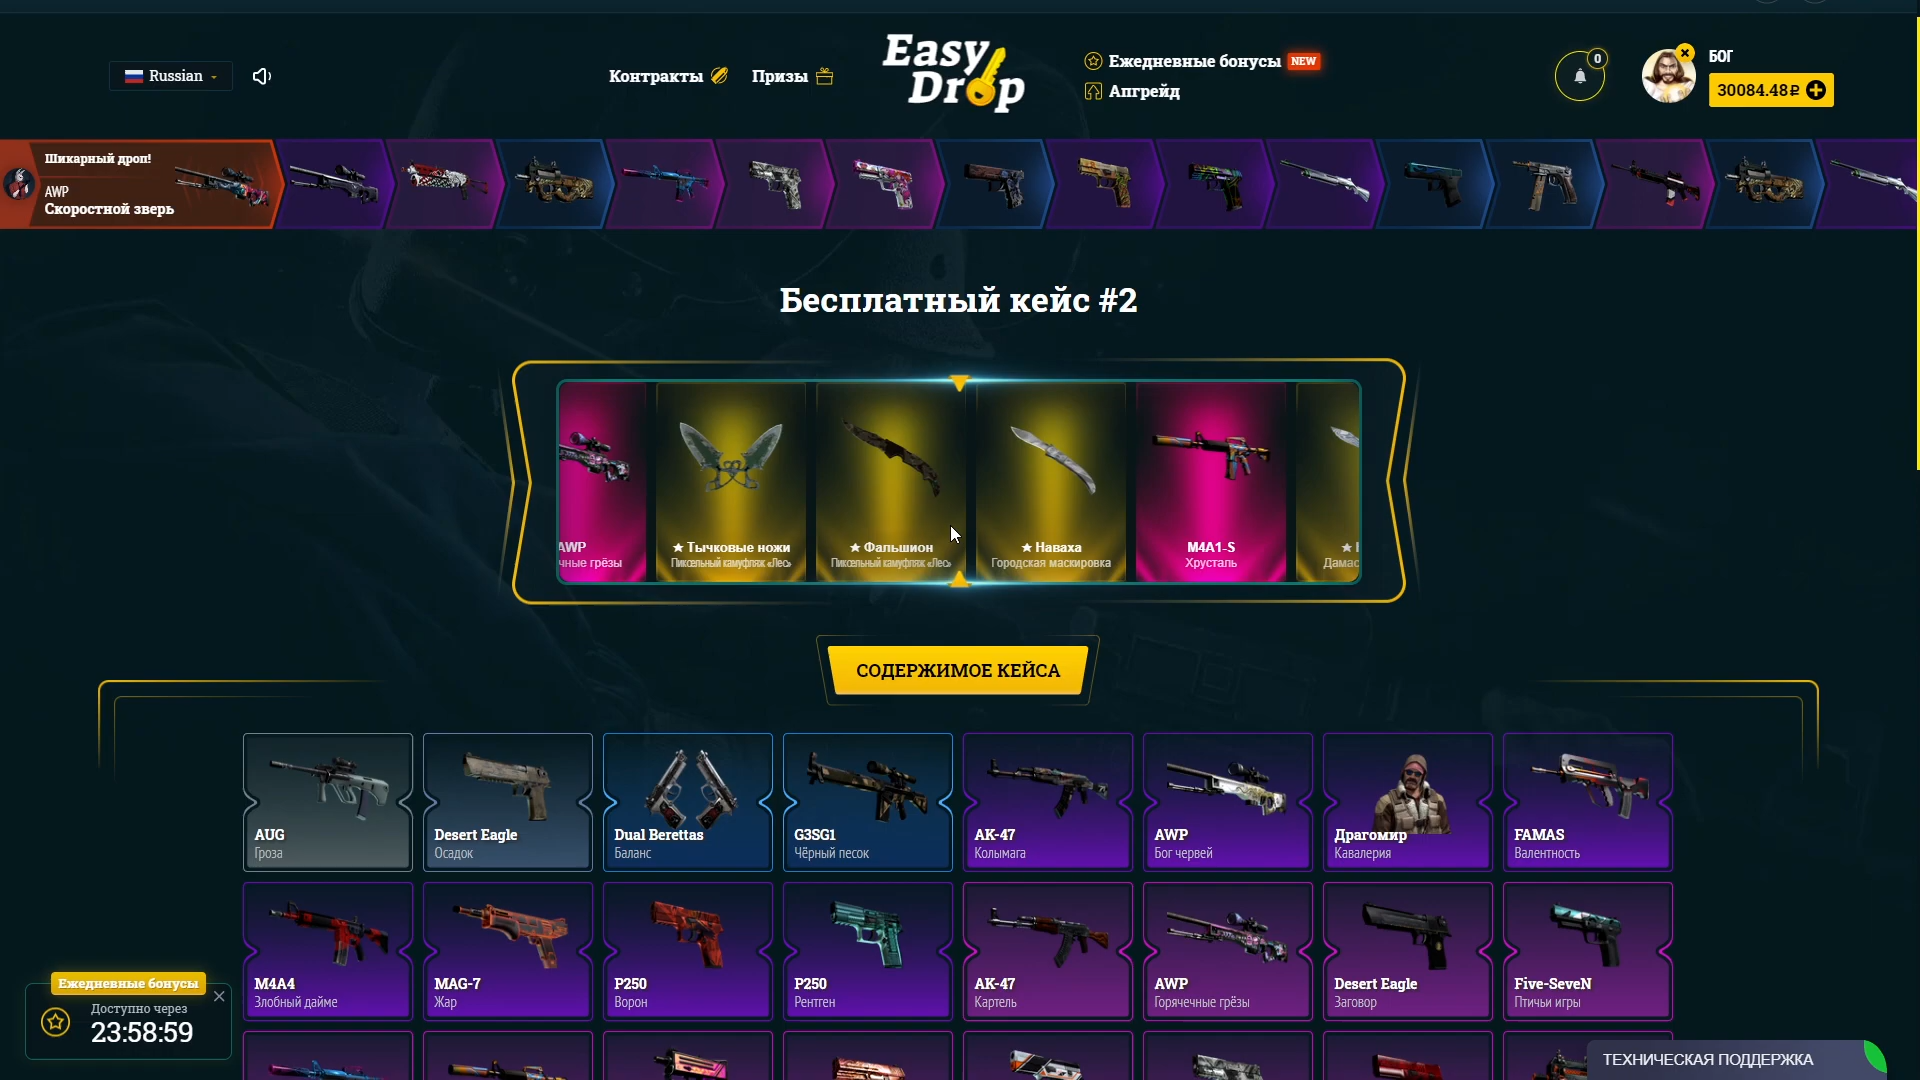 Russian
Контракты
Призы
Easy
Drop
Ежедневные бонусы NEW
Апгрейд
0
БОГ
30084.48₽
Шикарный дроп!
AWP
Скоростной зверь
Бесплатный кейс #2
AWP
чные грёзы
★ Тычковые ножи
Пиксельный камуфляж «Лес»
★ Фальшион
Пиксельный камуфляж «Лес»
★ Наваха
Городская маскировка
M4A1-S
Хрусталь
★
Дамас
СОДЕРЖИМОЕ КЕЙСА
AUG
Гроза
Desert Eagle
Осадок
Dual Berettas
Баланс
G3SG1
Чёрный песок
AK-47
Колымага
AWP
Бог червей
Драгомир
Кавалерия
FAMAS
Валентность
M4A4
Злобный дайме
MAG-7
Жар
P250
Ворон
P250
Рентген
AK-47
Картель
AWP
Горячечные грёзы
Desert Eagle
Заговор
Five-SeveN
Птичьи игры
Ежедневные бонусы
Доступно через
23:58:59
ТЕХНИЧЕСКАЯ ПОДДЕРЖКА